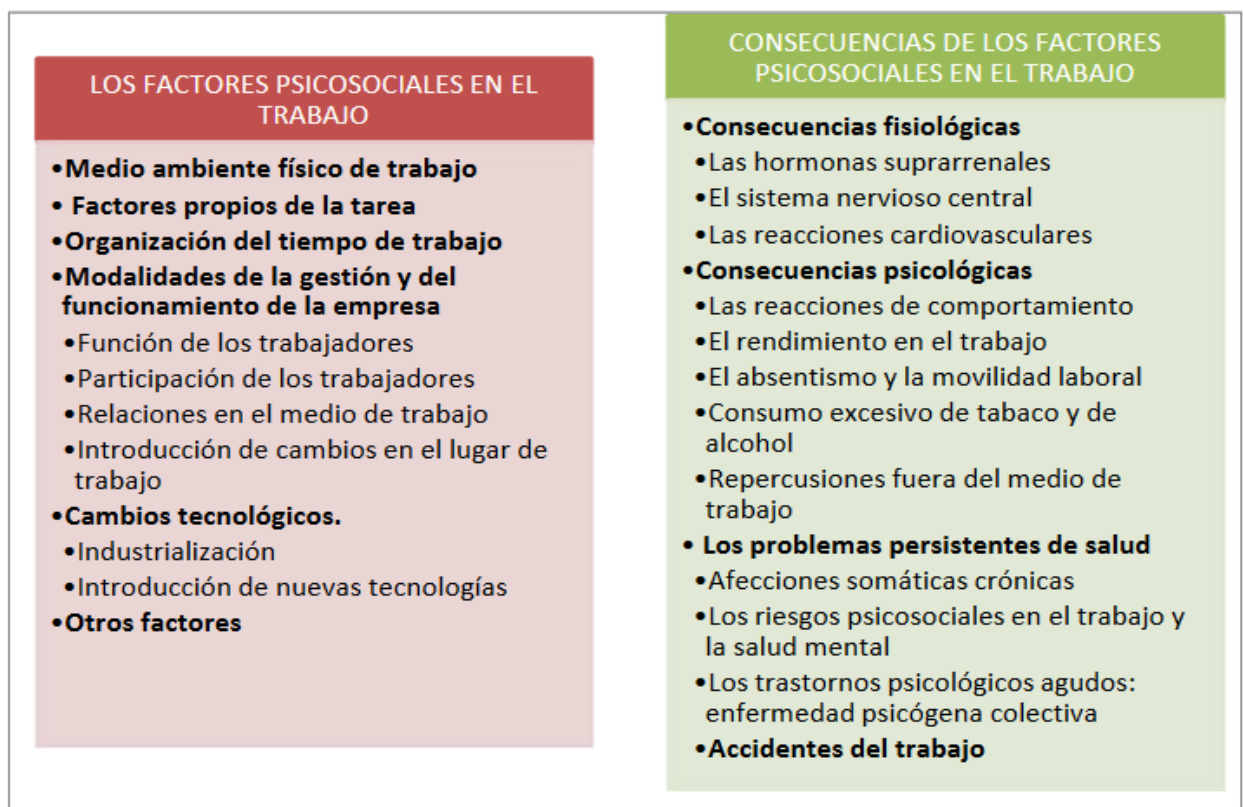 LOS FACTORES PSICOSOCIALES EN EL
TRABAJO
•Medio ambiente físico de trabajo
• Factores propios de la tarea
•Organización del tiempo de trabajo
•Modalidades de la gestión y del
funcionamiento de la empresa
•Función de los trabajadores
•Participación de los trabajadores
•Relaciones en el medio de trabajo
•Introducción de cambios en el lugar de
trabajo
•Cambios tecnológicos.
•Industrialización
•Introducción de nuevas tecnologías
•Otros factores
CONSECUENCIAS DE LOS FACTORES
PSICOSOCIALES EN EL TRABAJO
•Consecuencias fisiológicas
•Las hormonas suprarrenales
•El sistema nervioso central
•Las reacciones cardiovasculares
•Consecuencias psicológicas
•Las reacciones de comportamiento
•El rendimiento en el trabajo
•El absentismo y la movilidad laboral
•Consumo excesivo de tabaco y de
alcohol
•Repercusiones fuera del medio de
trabajo
• Los problemas persistentes de salud
•Afecciones somáticas crónicas
•Los riesgos psicosociales en el trabajo y
la salud mental
•Los trastornos psicológicos agudos:
enfermedad psicógena colectiva
•Accidentes del trabajo